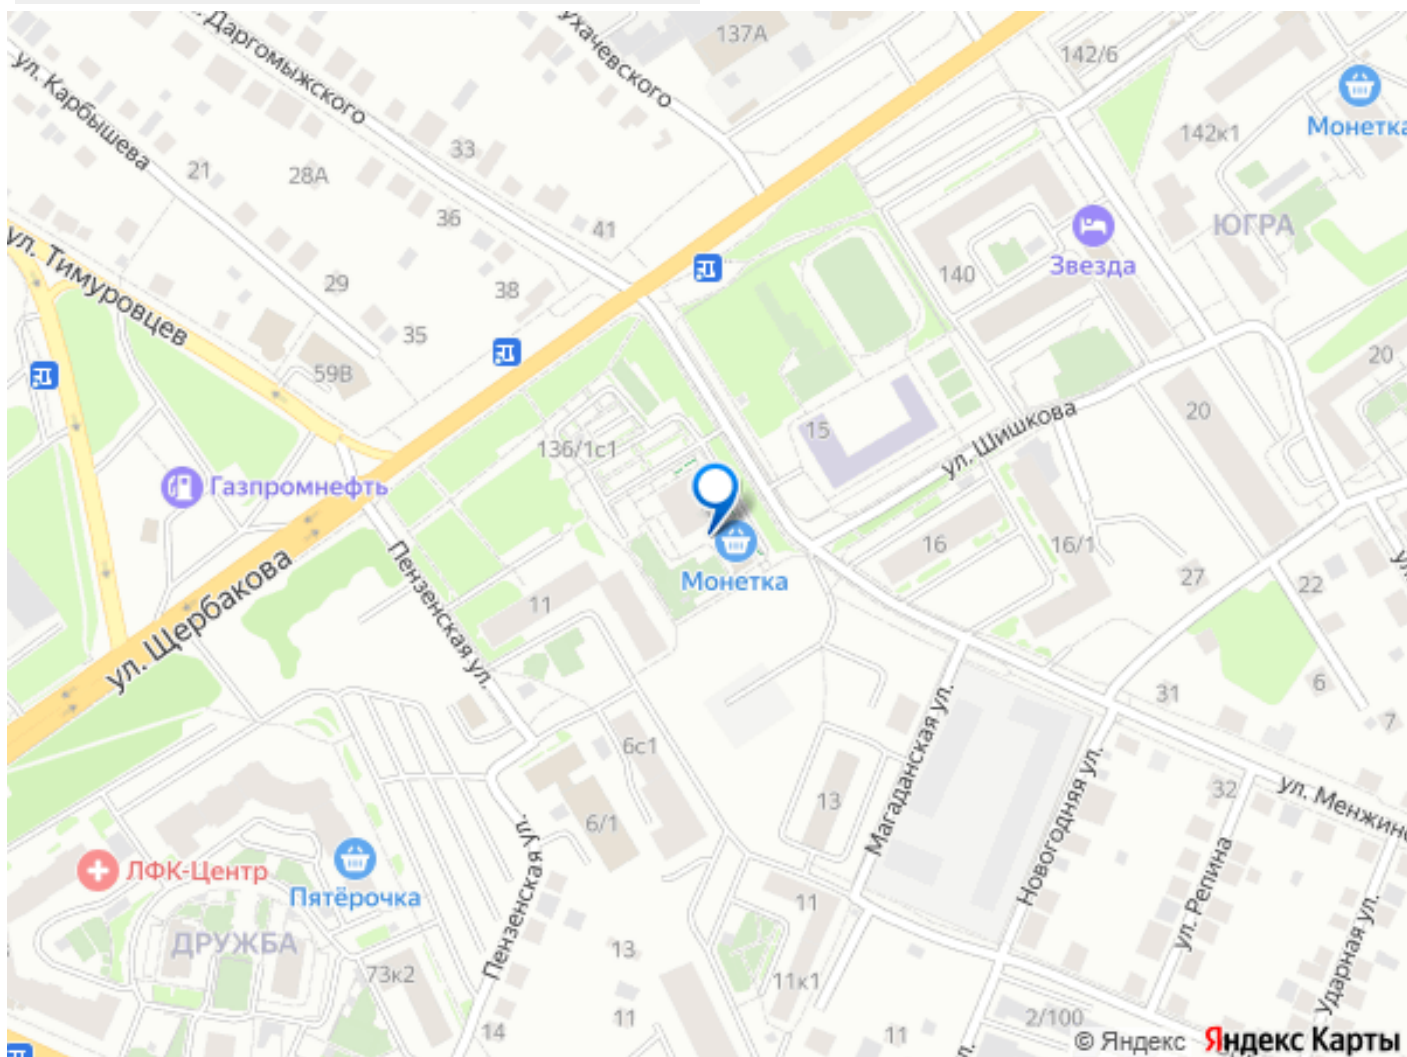 137А
142/6
ул. Даргомыжского
ул. Карбышева
Монетка
142к1
33
21
28А
36
41
ЮГРА
ул. Тимуровцев
Звезда
140
29
38
35
59В
20
20
ул. Шишкова
15
136/1с1
Газпромнефть
16
16/1
27
22
Монетка
ул. Щербакова
Пензенская ул.
11
6
31
7
Магаданская ул.
6с1
Новогодняя ул.
32
13
6/1
Пензенская ул.
ул. Репина
ЛФК-Центр
Пятёрочка
11
ДРУЖБА
13
Ударная ул.
73к2
11к1
11
14
11
2/100
© Яндекс Яндекс Карты